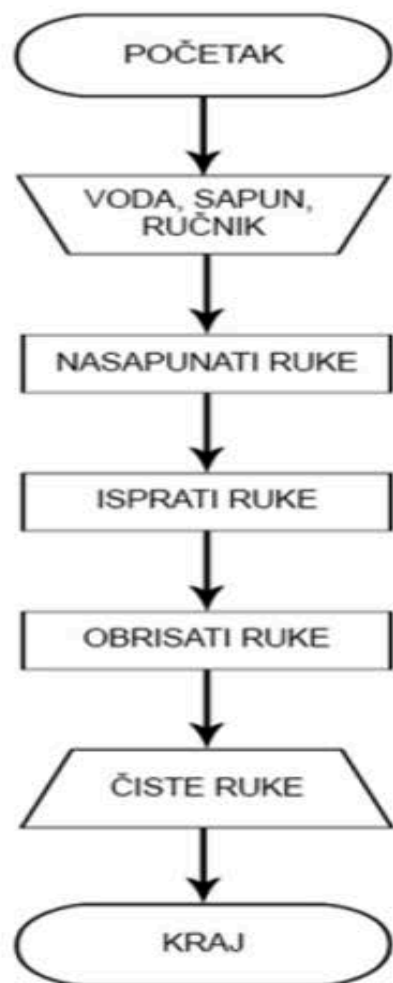 POČETAK
VODA, SAPUN,
RUČNIK
NASAPUNATI RUKE
ISPRATI RUKE
OBRISATI RUKE
ČISTE RUKE
KRAJ